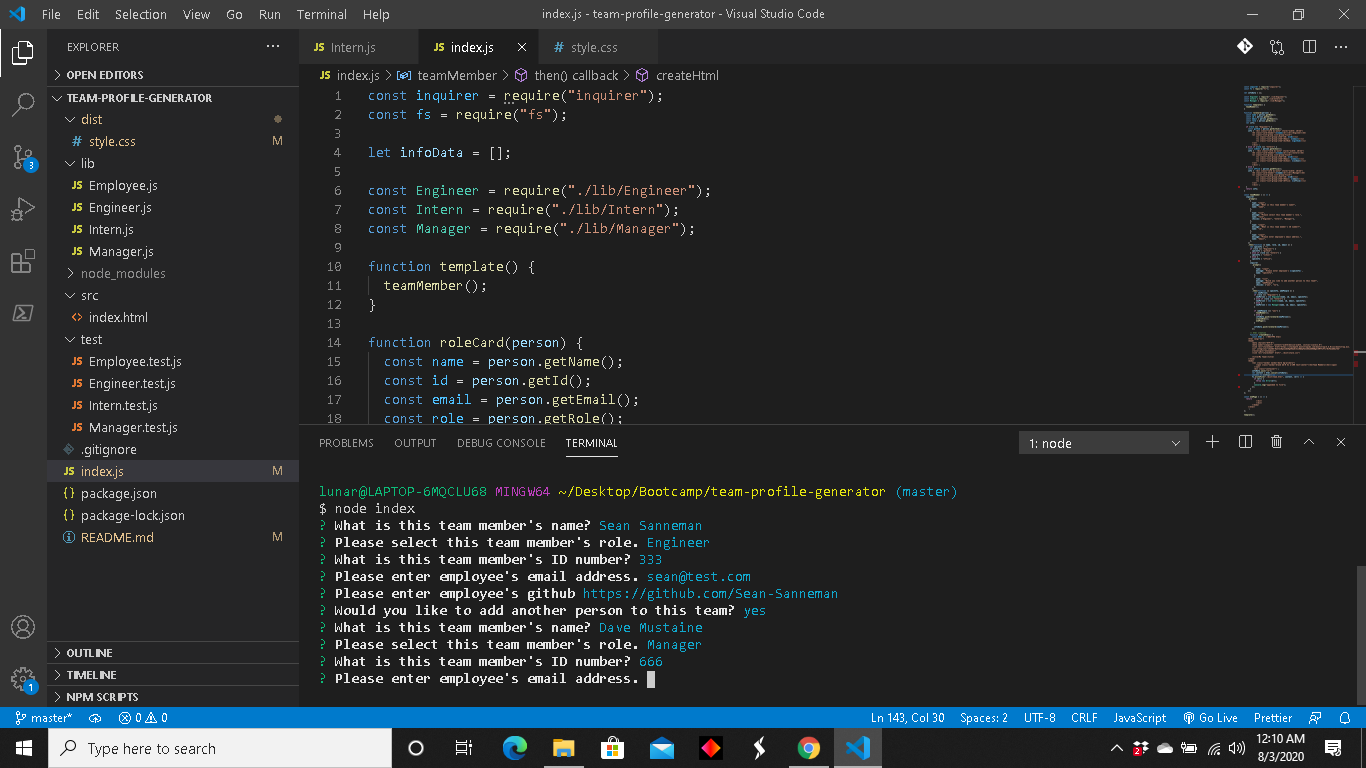 File Edit Selection View Go Run Terminal Help index.js - team-profile-generator - Visual Studio Code
EXPLORER
OPEN EDITORS
TEAM-PROFILE-GENERATOR
dist
# style.css M
lib
JS Employee.js
JS Engineer.js
JS Intern.js
JS Manager.js
node_modules
src
<> index.html
test
JS Employee.test.js
JS Engineer.test.js
JS Intern.test.js
JS Manager.test.js
.gitignore
JS index.js M
{} package.json
{} package-lock.json
README.md M
OUTLINE
TIMELINE
NPM SCRIPTS
3
1
JS Intern.js JS index.js # style.css
JS index.js > teamMember > then() callback > createHtml
1 const inquirer = require("inquirer");
2 const fs = require("fs");
3
4 let infoData = [];
5
6 const Engineer = require("./lib/Engineer");
7 const Intern = require("./lib/Intern");
8 const Manager = require("./lib/Manager");
9
10 function template() {
11 teamMember();
12 }
13
14 function roleCard(person) {
15 const name = person.getName();
16 const id = person.getId();
17 const email = person.getEmail();
18 const role = person.getRole();
PROBLEMS OUTPUT DEBUG CONSOLE TERMINAL 1: node
lunar@LAPTOP-6MQCLU68 MINGW64 ~/Desktop/Bootcamp/team-profile-generator (master)
$ node index
? What is this team member's name? Sean Sanneman
? Please select this team member's role. Engineer
? What is this team member's ID number? 333
? Please enter employee's email address. sean@test.com
? Please enter employee's github https://github.com/Sean-Sanneman
? Would you like to add another person to this team? yes
? What is this team member's name? Dave Mustaine
? Please select this team member's role. Manager
? What is this team member's ID number? 666
? Please enter employee's email address.
master* 0 0 Ln 143, Col 30 Spaces: 2 UTF-8 CRLF JavaScript Go Live Prettier
Type here to search
2
12:10 AM
8/3/2020